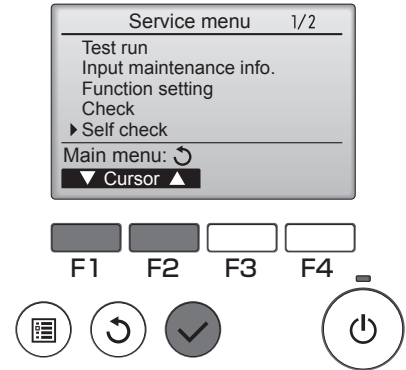 Service menu 1/2
Test run
Input maintenance info.
Function setting
Check
▶ Self check
Main menu: ↺
▼ Cursor ▲
F1 F2 F3 F4